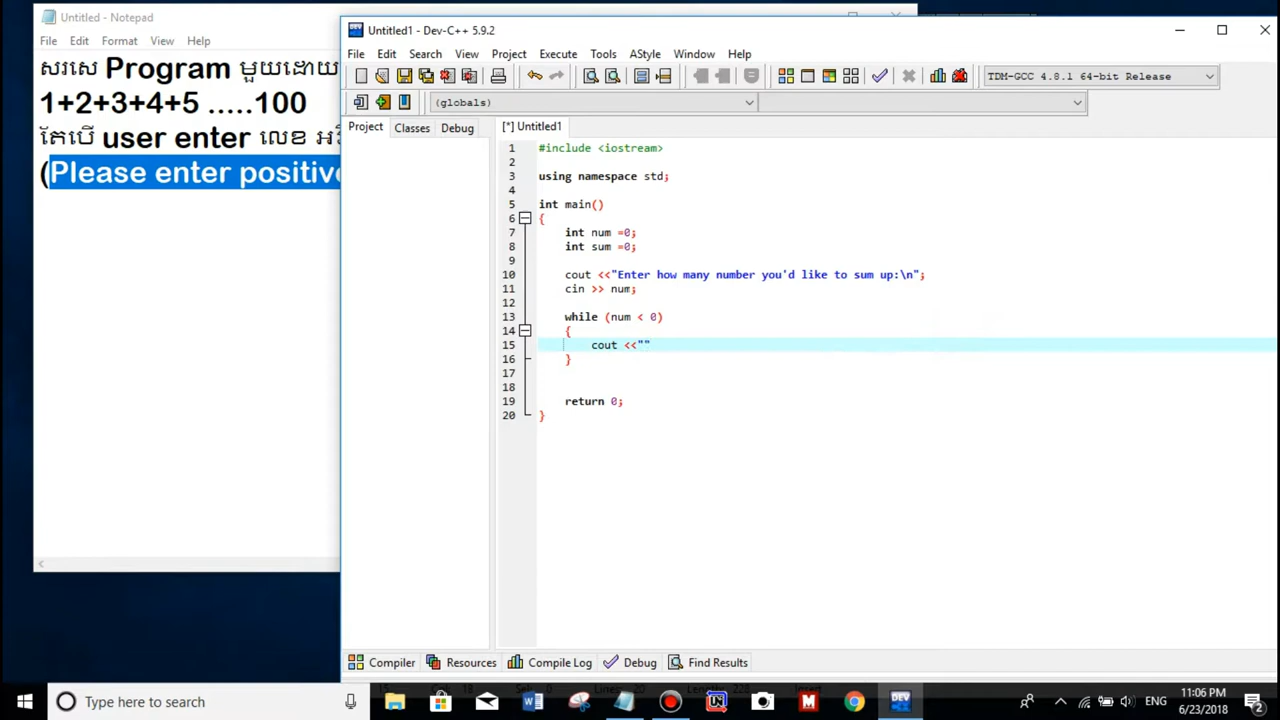 Untitled - Notepad
File Edit Format View Help
សរសេ Program មួយដោយ
1+2+3+4+5 .....100
តែបើ user enter លេខ
(Please enter positive
Untitled1 - Dev-C++ 5.9.2
File Edit Search View Project Execute Tools AStyle Window Help
TDM-GCC 4.8.1 64-bit Release
(globals)
Project Classes Debug
[*] Untitled1
1 #include <iostream>
2
3 using namespace std;
4
5 int main()
6 {
7 int num =0;
8 int sum =0;
9
10 cout <<"Enter how many number you'd like to sum up:\n";
11 cin >> num;
12
13 while (num < 0)
14 {
15 cout <<""
16 }
17
18
19 return 0;
20 }
Compiler Resources Compile Log Debug Find Results
Type here to search
ENG
11:06 PM
6/23/2018
2